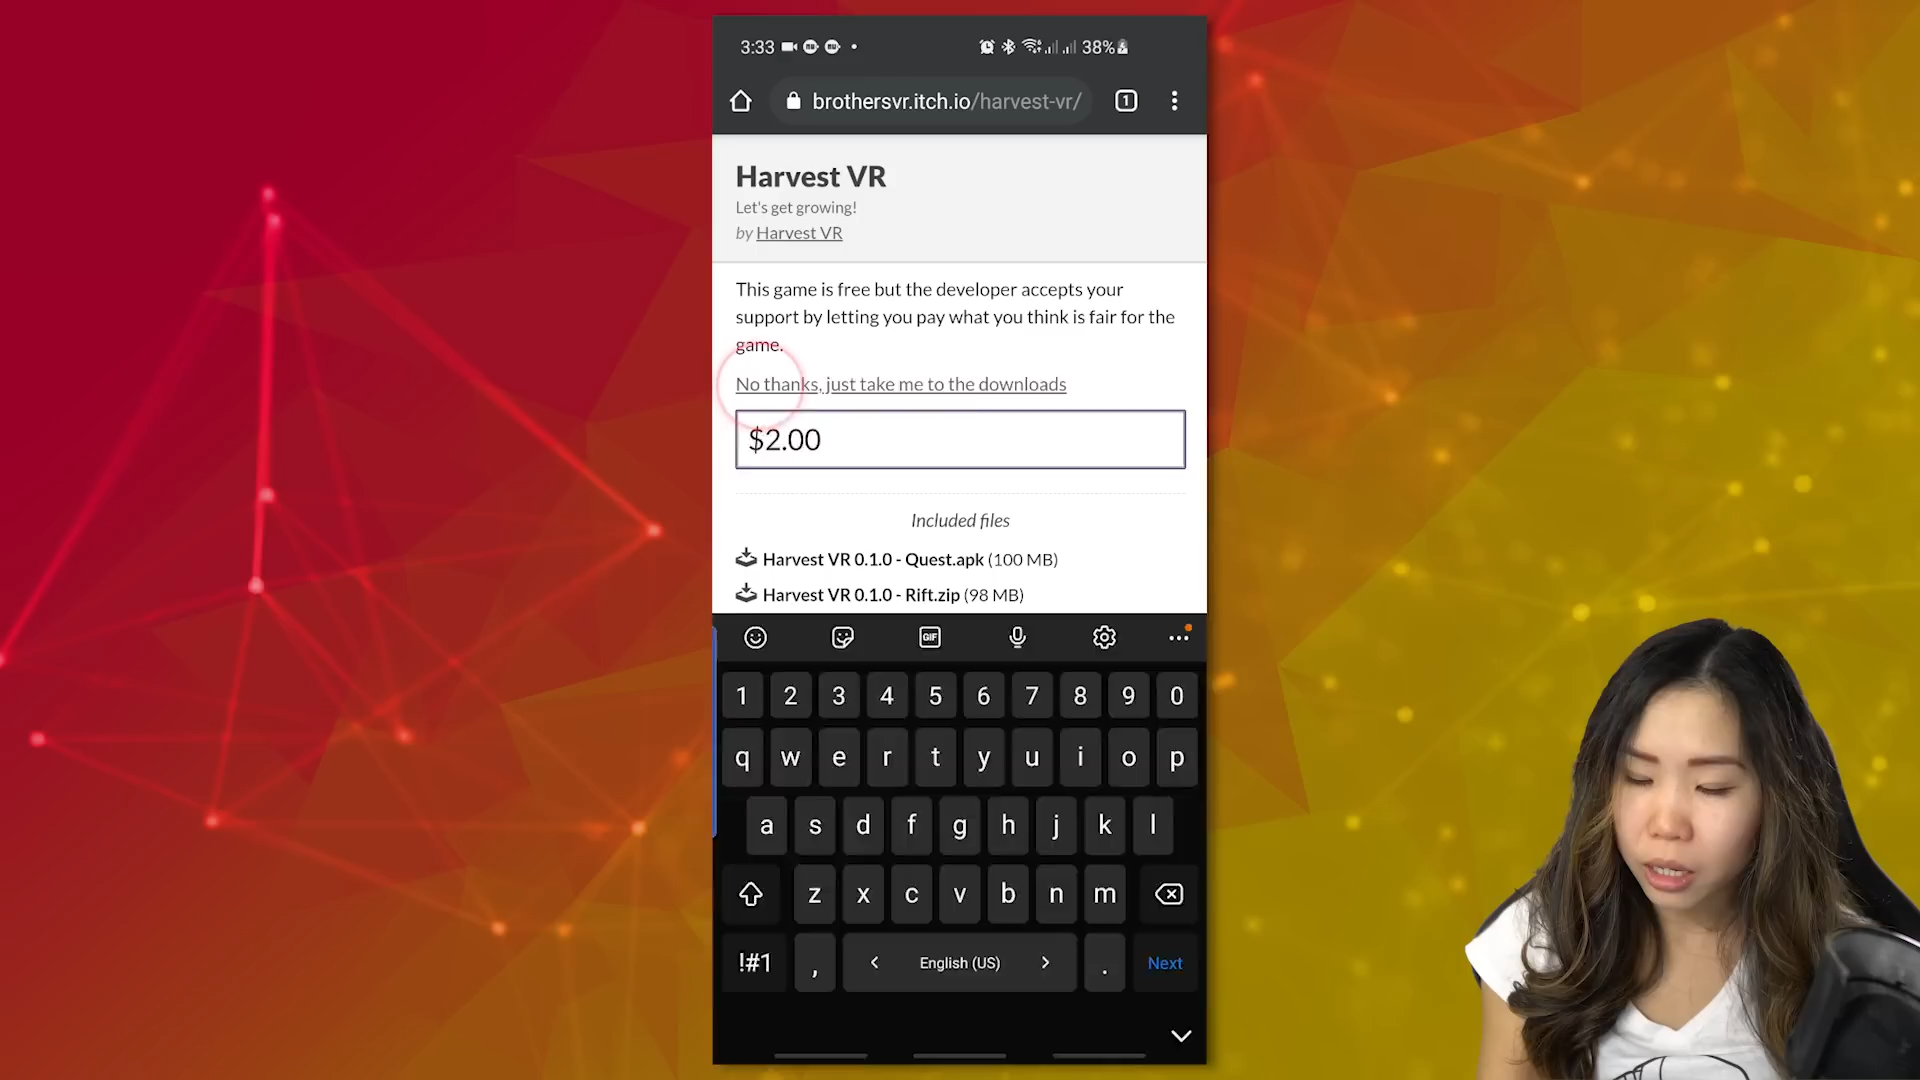 3:33
38%
brothersvr.itch.io/harvest-vr/
1
Harvest VR
Let's get growing!
by Harvest VR
This game is free but the developer accepts your
support by letting you pay what you think is fair for the
game.
No thanks, just take me to the downloads
$2.00
Included files
Harvest VR 0.1.0 - Quest.apk (100 MB)
Harvest VR 0.1.0 - Rift.zip (98 MB)
GIF
1 2 3 4 5 6 7 8 9 0
q w e r t y u i o p
a s d f g h j k l
z x c v b n m
!#1 , < English (US) > . Next